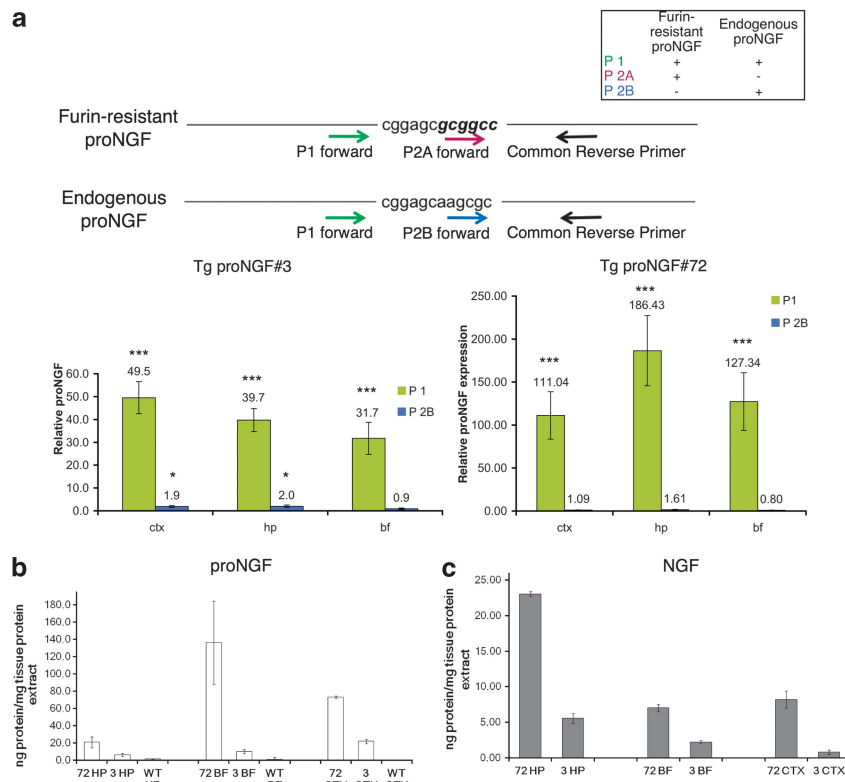 a
Furin-
resistant
proNGF
Endogenous
proNGF
P 1 + +
P 2A + -
P 2B - +
Furin-resistant
proNGF
cggagcgcggcc
P1 forward P2A forward Common Reverse Primer
Endogenous
proNGF
cggagcaagcgc
P1 forward P2B forward Common Reverse Primer
Tg proNGF#3
Relative proNGF
60.0
50.0
40.0
30.0
20.0
10.0
0.0
***
49.5
*
1.9
***
39.7
*
2.0
***
31.7
0.9
P 1
P 2B
ctx hp bf
Tg proNGF#72
Relative proNGF expression
250.00
200.00
150.00
100.00
50.00
0.00
***
111.04
1.09
***
186.43
1.61
***
127.34
0.80
P1
P 2B
ctx hp bf
b
proNGF
ng protein/mg tissue protein
extract
180.0
160.0
140.0
120.0
100.0
80.0
60.0
40.0
20.0
0.0
72 HP 3 HP WT 72 BF 3 BF WT 72 3 WT
c
NGF
ng protein/mg tissue protein
extract
25.00
20.00
15.00
10.00
5.00
0.00
72 HP 3 HP 72 BF 3 BF 72 CTX 3 CTX